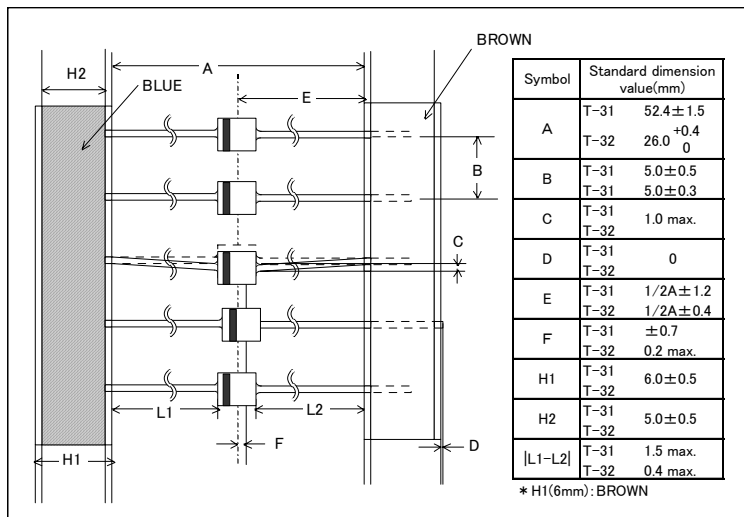 BROWN
H2
A
BLUE
E
B
C
L1
L2
F
D
H1
Symbol Standard dimension value(mm)
A T-31 52.4±1.5
T-32 26.0 +0.4 0
B T-31 5.0±0.5
T-31 5.0±0.3
C T-31 T-32 1.0 max.
D T-31 T-32 0
E T-31 1/2A±1.2
T-32 1/2A±0.4
F T-31 ±0.7
T-32 0.2 max.
H1 T-31 T-32 6.0±0.5
H2 T-31 T-32 5.0±0.5
|L1-L2| T-31 1.5 max.
T-32 0.4 max.
* H1(6mm): BROWN